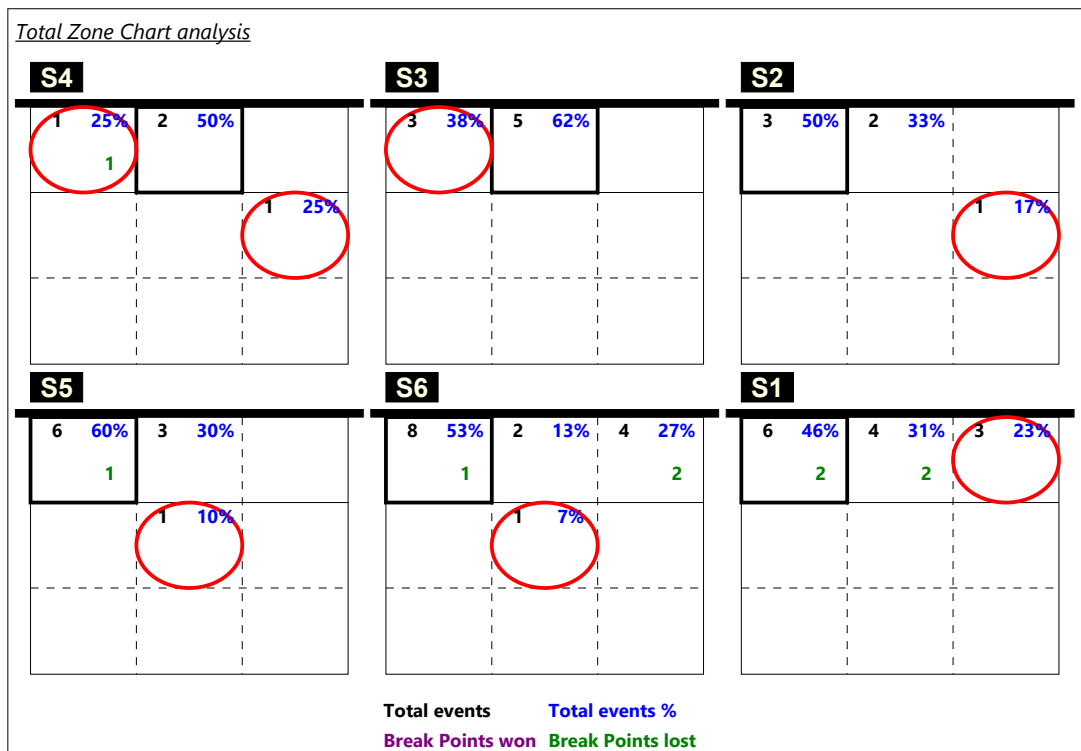 Total Zone Chart analysis
S4 S3 S2
1 25% 2 50% 3 38% 5 62% 3 50% 2 33%
1
1 25% 1 17%
S5 S6 S1
6 60% 3 30% 8 53% 2 13% 4 27% 6 46% 4 31% 3 23%
1 1 2 2 2
1 10% 1 7%
Total events Total events %
Break Points won Break Points lost